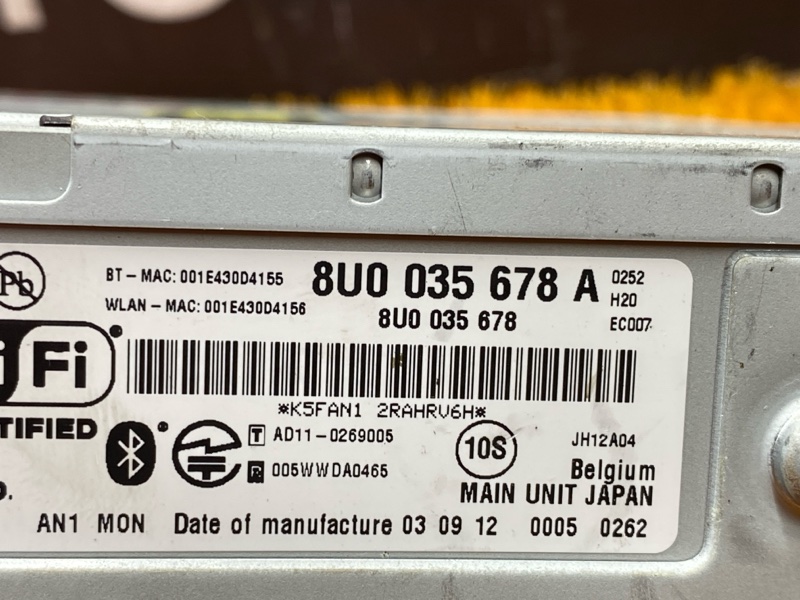 Pb
BT-MAC: 001E430D4155
8U0 035 678 A
0252
WLAN-MAC: 001E430D4156
H20
8U0 035 678
EC007
Fi
*K5FAN1 2RAHRV6H*
TIFIED
T AD11-0269005
10S
JH12A04
R 005WWDA0465
Belgium
MAIN UNIT JAPAN
AN1 MON Date of manufacture 03 09 12 0005 0262